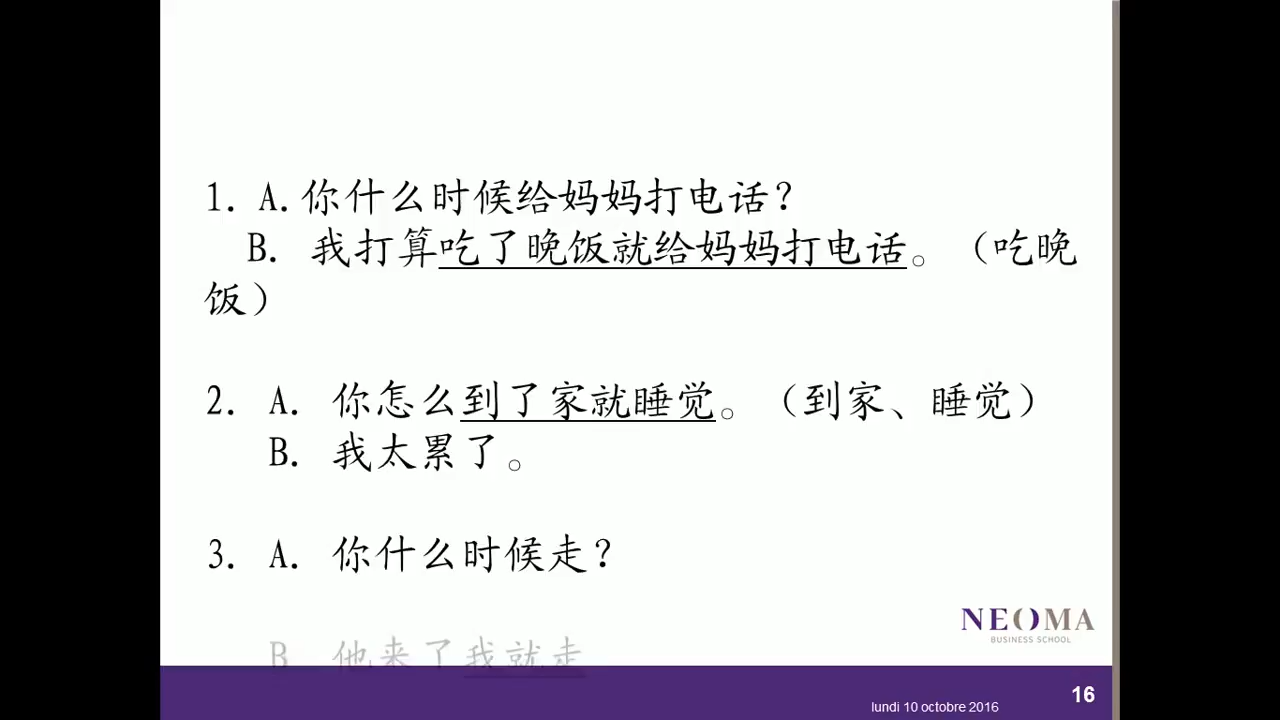 1. A.你什么时候给妈妈打电话？
B. 我打算吃了晚饭就给妈妈打电话。（吃晚
饭）
2. A. 你怎么到了家就睡觉。（到家、睡觉）
B. 我太累了。
3. A. 你什么时候走？
B 他来了我就走
NEOMA
BUSINESS SCHOOL
lundi 10 octobre 2016
16